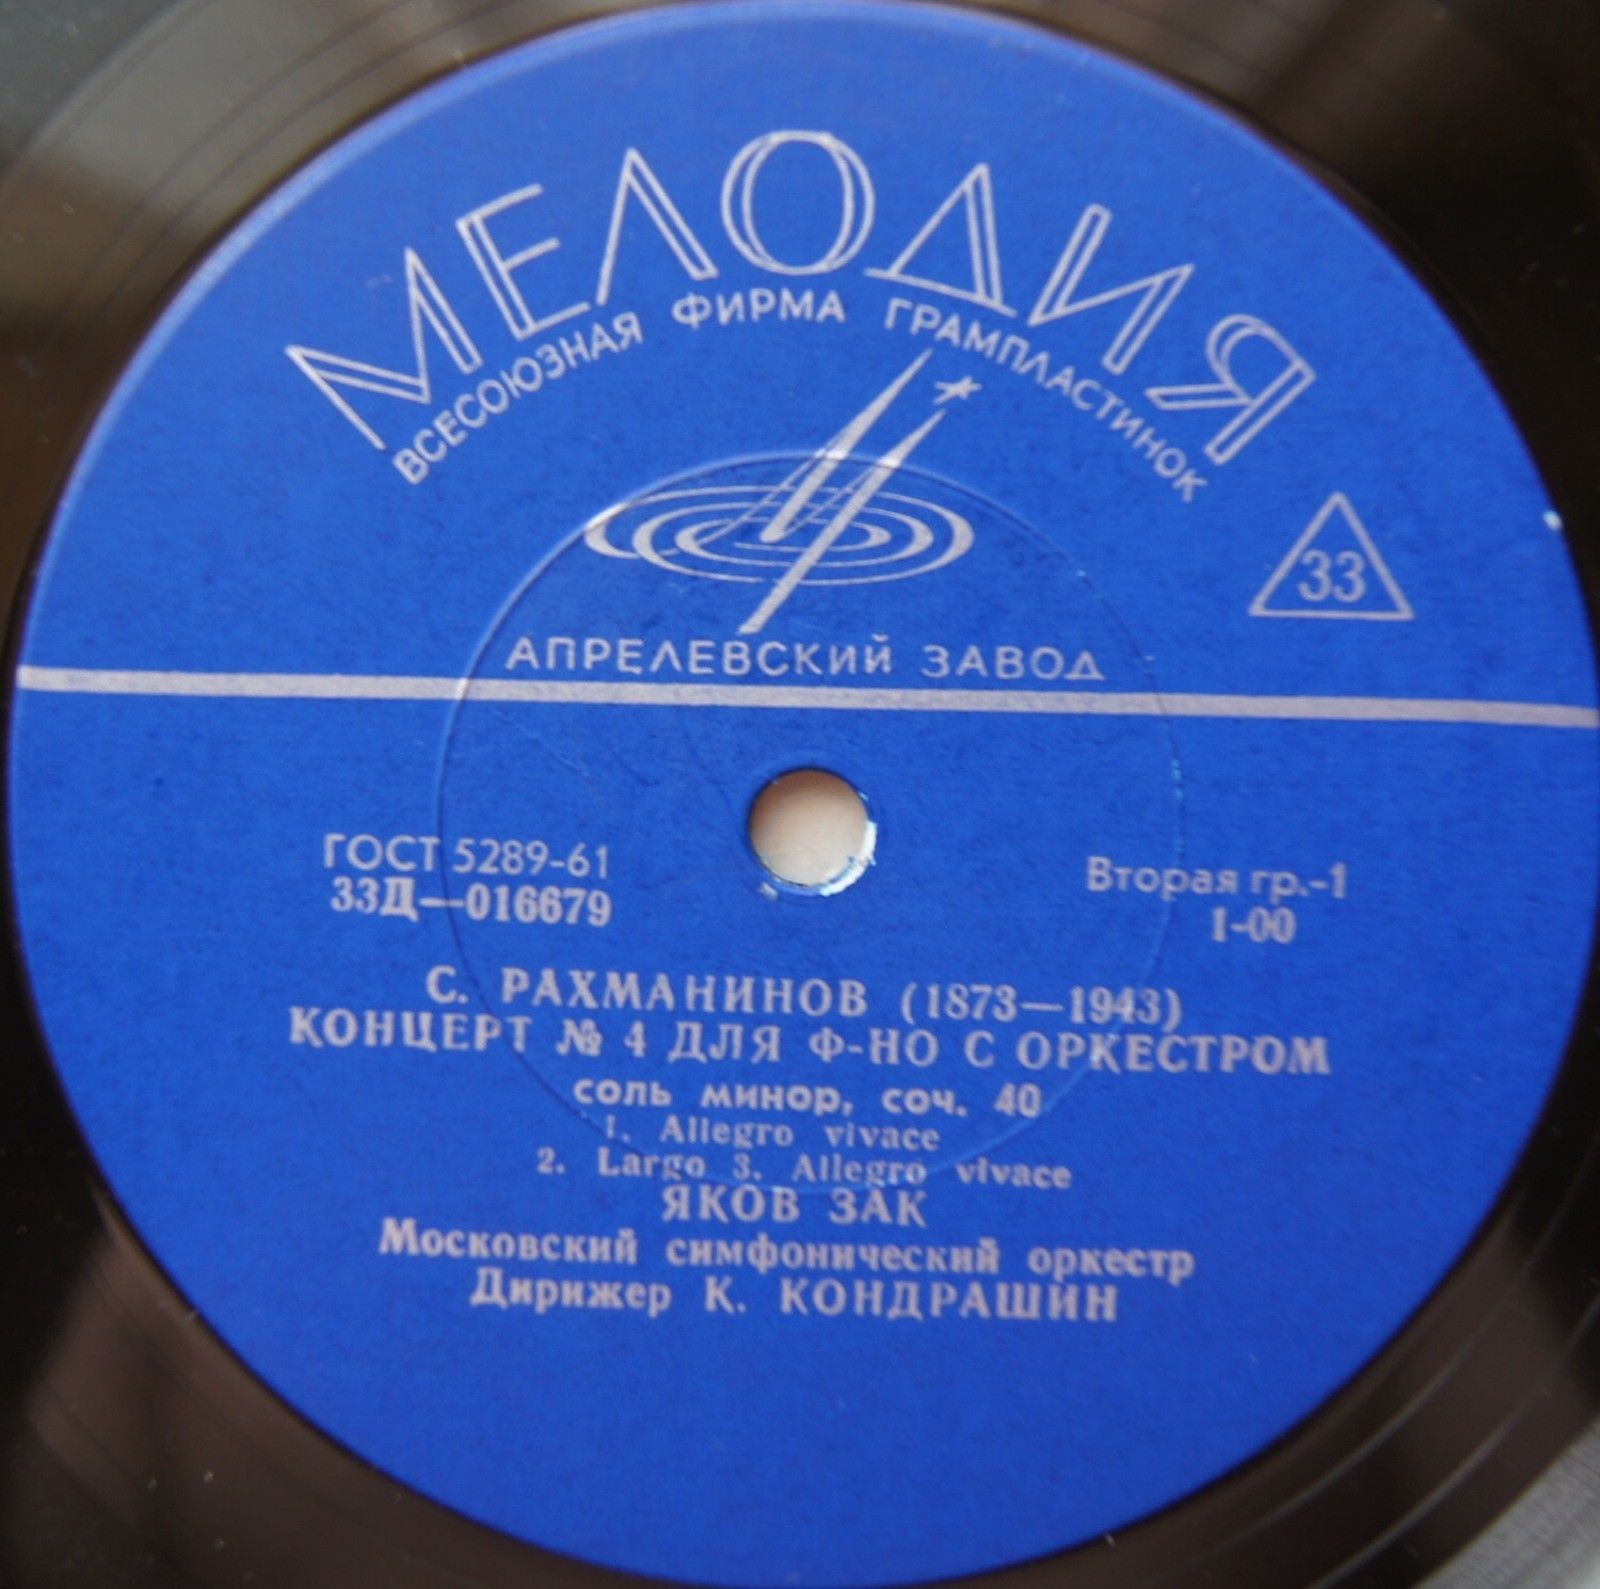 МЕЛОДИЯ
ВСЕСОЮЗНАЯ ФИРМА ГРАМПЛАСТИНОК
33
АПРЕЛЕВСКИЙ ЗАВОД
ГОСТ 5289-61
33Д—016679
Вторая гр.-1
1-00
С. РАХМАНИНОВ (1873—1943)
КОНЦЕРТ № 4 ДЛЯ Ф-НО С ОРКЕСТРОМ
соль минор, соч. 40
1. Allegro vivace
2. Largo 3. Allegro vivace
ЯКОВ ЗАК
Московский симфонический оркестр
Дирижер К. КОНДРАШИН